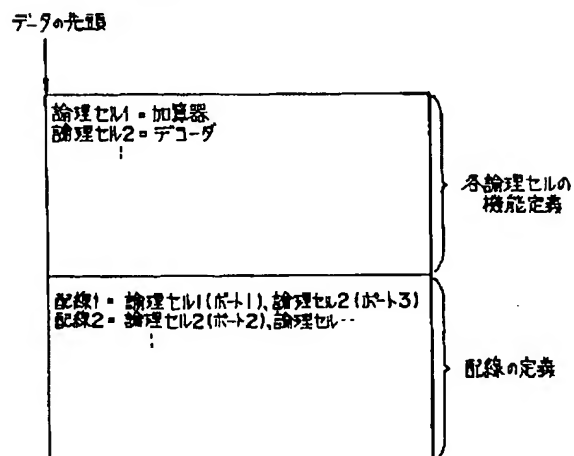 データの先頭
論理セル1 = 加算器
論理セル2 = デコーダ
各論理セルの
機能定義
配線1 = 論理セル1(ポート1)、論理セル2(ポート3)
配線2 = 論理セル2(ポート2)、論理セル…
配線の定義